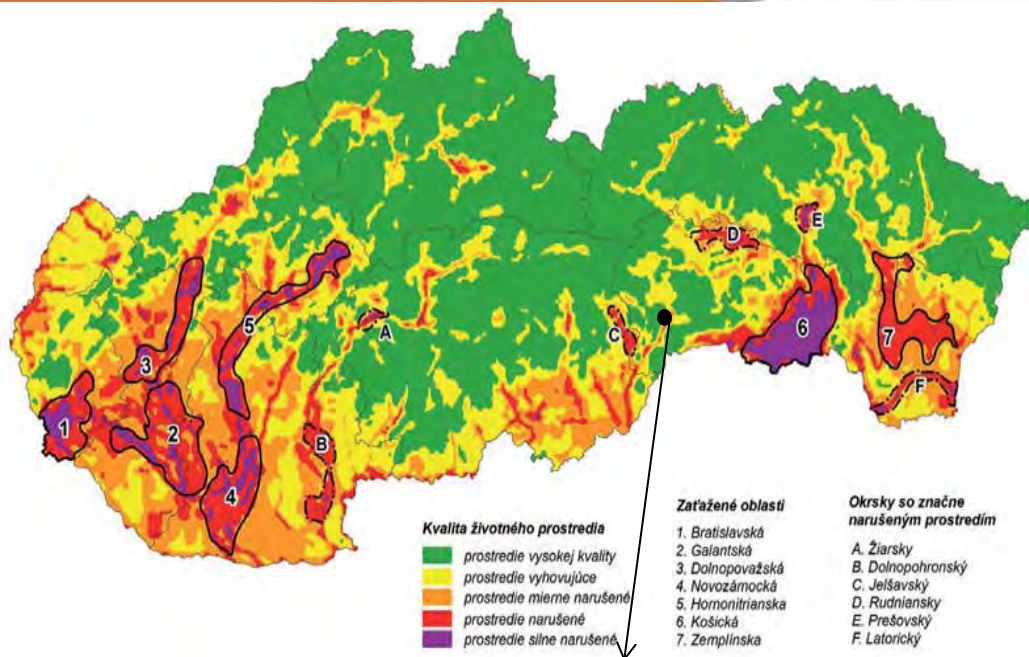 E
D
6
5
A
C
7
3
F
1
2
B
4
Kvalita životného prostredia
prostredie vysokej kvality
prostredie vyhovujúce
prostredie mierne narušené
prostredie narušené
prostredie silne narušené
Zaťažené oblasti
1. Bratislavská
2. Galantská
3. Dolnopovažská
4. Novozámocká
5. Hornonitrianska
6. Košická
7. Zemplínska
Okrsky so značne
narušeným prostredím
A. Žiarsky
B. Dolnopohronský
C. Jelšavský
D. Rudniansky
E. Prešovský
F. Latorický